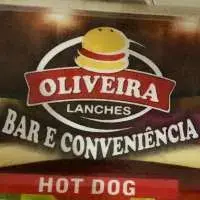 OLIVEIRA
LANCHES
BAR E CONVENIÊNCIA
HOT DOG